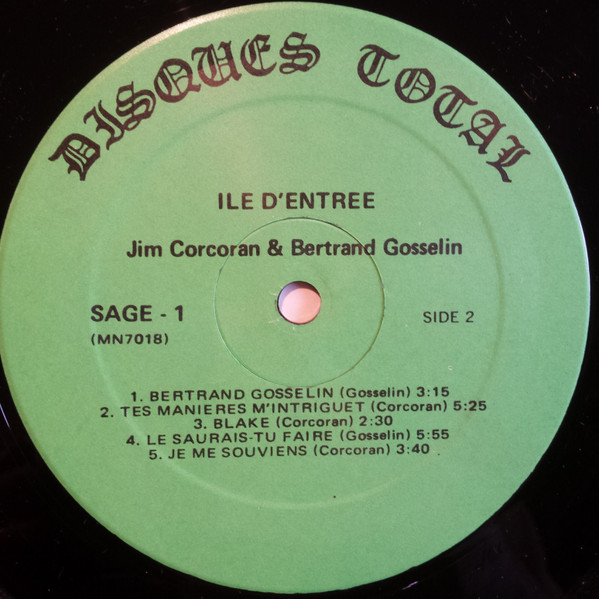 DISQUES TOTAL
ILE D'ENTREE
Jim Corcoran & Bertrand Gosselin
SAGE - 1
SIDE 2
(MN7018)
1. BERTRAND GOSSELIN (Gosselin) 3:15
2. TES MANIERES M'INTRIGUET (Corcoran) 5:25
3. BLAKE (Corcoran) 2:30
4. LE SAURAIS-TU FAIRE (Gosselin) 5:55
5. JE ME SOUVIENS (Corcoran) 3:40